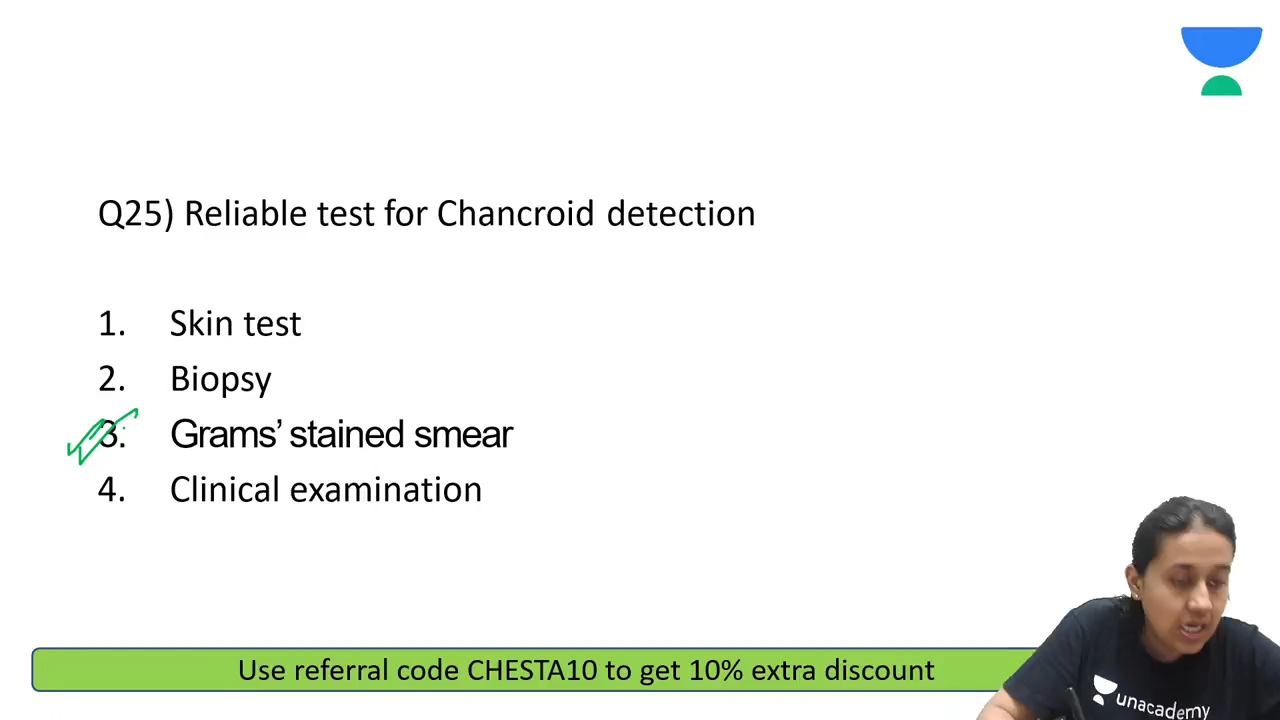 Q25) Reliable test for Chancroid detection
1. Skin test
2. Biopsy
3. Grams’ stained smear
4. Clinical examination
Use referral code CHESTA10 to get 10% extra discount
unacademy